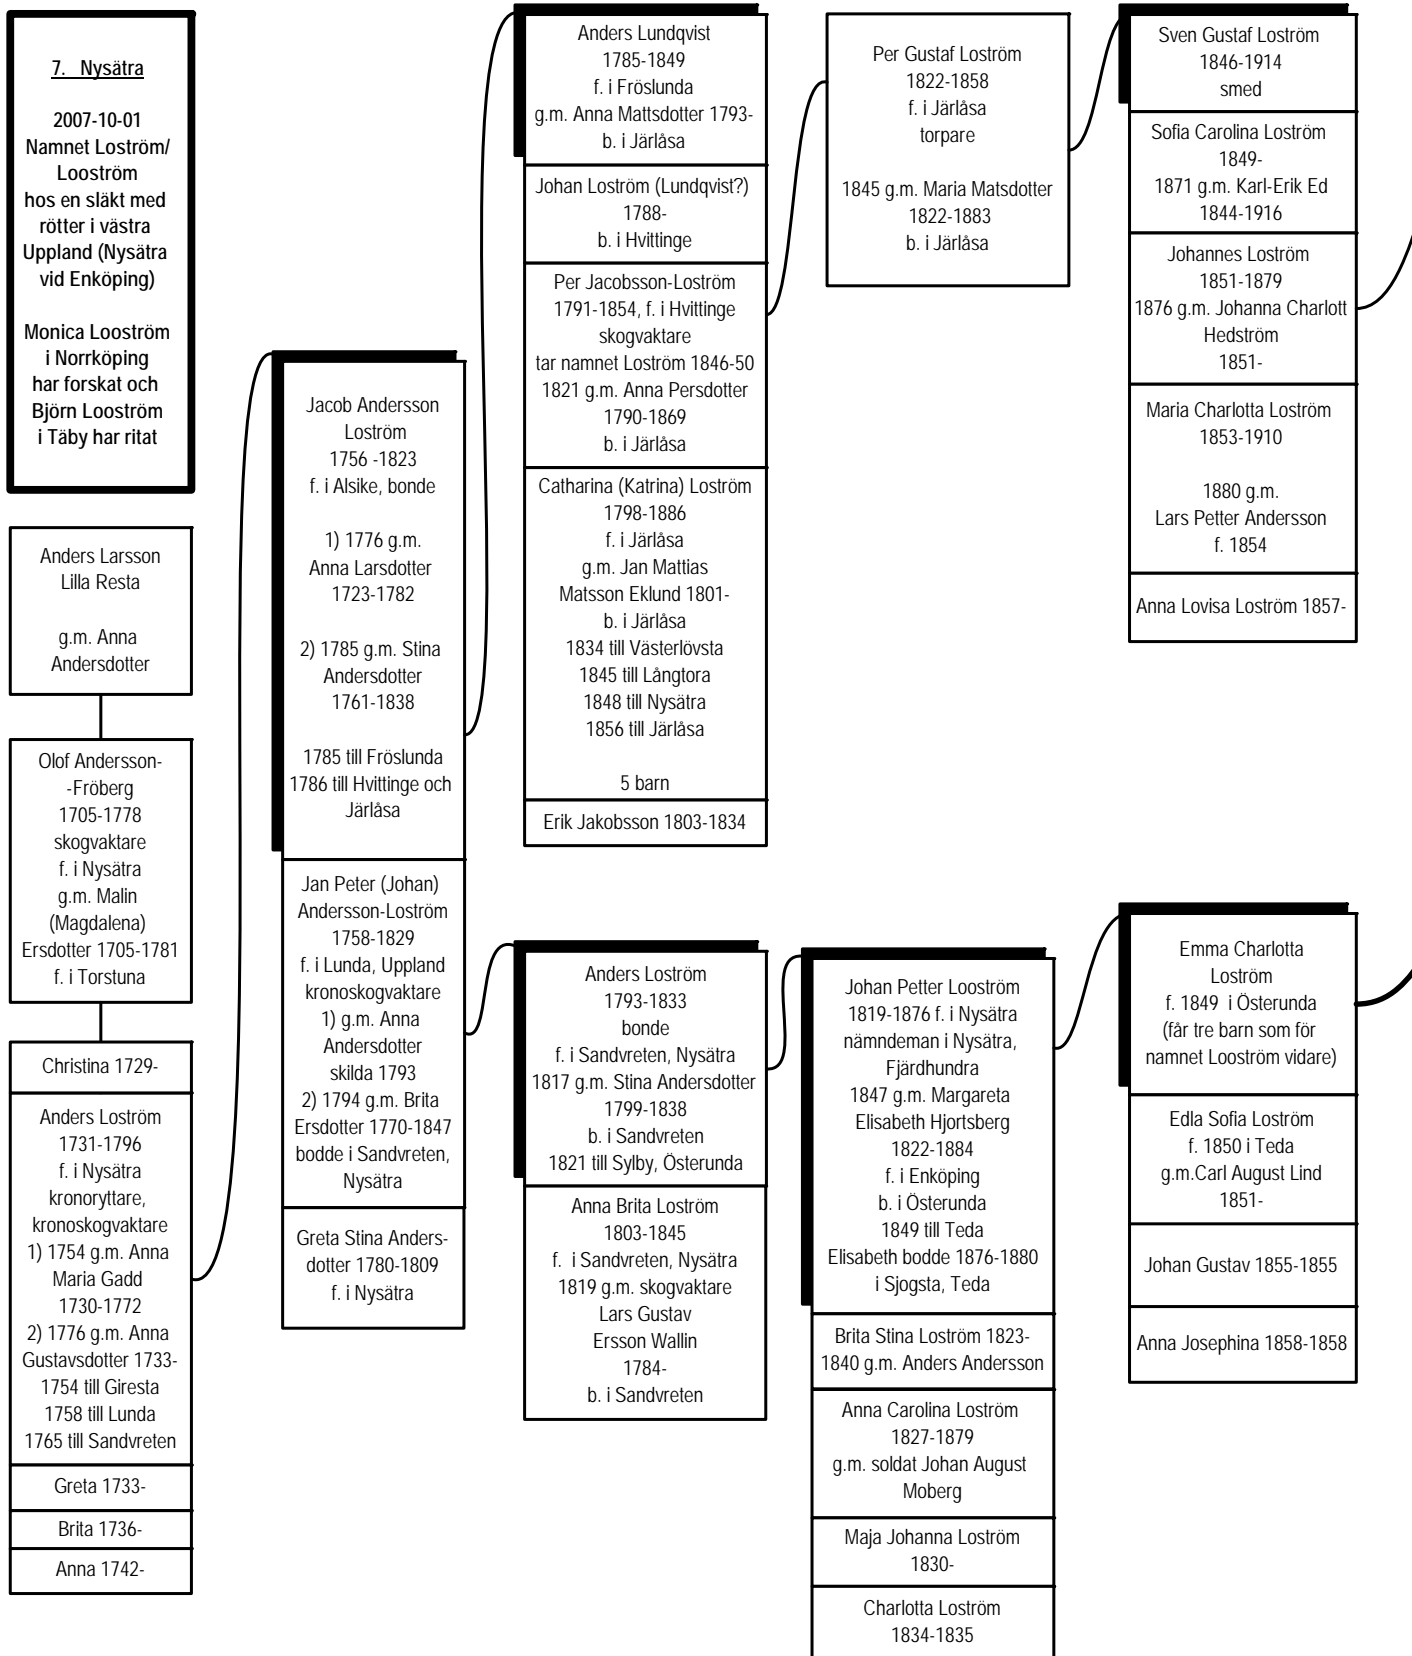 7. Nysätra
2007-10-01
Namnet Loström/
Looström
hos en släkt med
rötter i västra
Uppland (Nysätra
vid Enköping)
Monica Looström
i Norrköping
har forskat och
Björn Looström
i Täby har ritat
Anders Larsson
Lilla Resta
g.m. Anna
Andersdotter
Olof Andersson-
-Fröberg
1705-1778
skogvaktare
f. i Nysätra
g.m. Malin
(Magdalena)
Ersdotter 1705-1781
f. i Torstuna
Christina 1729-
Anders Loström
1731-1796
f. i Nysätra
kronoryttare,
kronoskogvaktare
1) 1754 g.m. Anna
Maria Gadd
1730-1772
2) 1776 g.m. Anna
Gustavsdotter 1733-
1754 till Giresta
1758 till Lunda
1765 till Sandvreten
Greta 1733-
Brita 1736-
Anna 1742-
Jacob Andersson
Loström
1756 -1823
f. i Alsike, bonde
1) 1776 g.m.
Anna Larsdotter
1723-1782
2) 1785 g.m. Stina
Andersdotter
1761-1838
1785 till Fröslunda
1786 till Hvittinge och
Järlåsa
Jan Peter (Johan)
Andersson-Loström
1758-1829
f. i Lunda, Uppland
kronoskogvaktare
1) g.m. Anna
Andersdotter
skilda 1793
2) 1794 g.m. Brita
Ersdotter 1770-1847
bodde i Sandvreten,
Nysätra
Greta Stina Anders-
dotter 1780-1809
f. i Nysätra
Anders Lundqvist
1785-1849
f. i Fröslunda
g.m. Anna Mattsdotter 1793-
b. i Järlåsa
Johan Loström (Lundqvist?)
1788-
b. i Hvittinge
Per Jacobsson-Loström
1791-1854, f. i Hvittinge
skogvaktare
tar namnet Loström 1846-50
1821 g.m. Anna Persdotter
1790-1869
b. i Järlåsa
Catharina (Katrina) Loström
1798-1886
f. i Järlåsa
g.m. Jan Mattias
Matsson Eklund 1801-
b. i Järlåsa
1834 till Västerlövsta
1845 till Långtora
1848 till Nysätra
1856 till Järlåsa
5 barn
Erik Jakobsson 1803-1834
Anders Loström
1793-1833
bonde
f. i Sandvreten, Nysätra
1817 g.m. Stina Andersdotter
1799-1838
b. i Sandvreten
1821 till Sylby, Österunda
Anna Brita Loström
1803-1845
f. i Sandvreten, Nysätra
1819 g.m. skogvaktare
Lars Gustav
Ersson Wallin
1784-
b. i Sandvreten
Per Gustaf Loström
1822-1858
f. i Järlåsa
torpare
1845 g.m. Maria Matsdotter
1822-1883
b. i Järlåsa
Johan Petter Looström
1819-1876 f. i Nysätra
nämndeman i Nysätra,
Fjärdhundra
1847 g.m. Margareta
Elisabeth Hjortsberg
1822-1884
f. i Enköping
b. i Österunda
1849 till Teda
Elisabeth bodde 1876-1880
i Sjogsta, Teda
Brita Stina Loström 1823-
1840 g.m. Anders Andersson
Anna Carolina Loström
1827-1879
g.m. soldat Johan August
Moberg
Maja Johanna Loström
1830-
Charlotta Loström
1834-1835
Sven Gustaf Loström
1846-1914
smed
Sofia Carolina Loström
1849-
1871 g.m. Karl-Erik Ed
1844-1916
Johannes Loström
1851-1879
1876 g.m. Johanna Charlott
Hedström
1851-
Maria Charlotta Loström
1853-1910
1880 g.m.
Lars Petter Andersson
f. 1854
Anna Lovisa Loström 1857-
Emma Charlotta
Loström
f. 1849 i Österunda
(får tre barn som för
namnet Looström vidare)
Edla Sofia Loström
f. 1850 i Teda
g.m.Carl August Lind
1851-
Johan Gustav 1855-1855
Anna Josephina 1858-1858